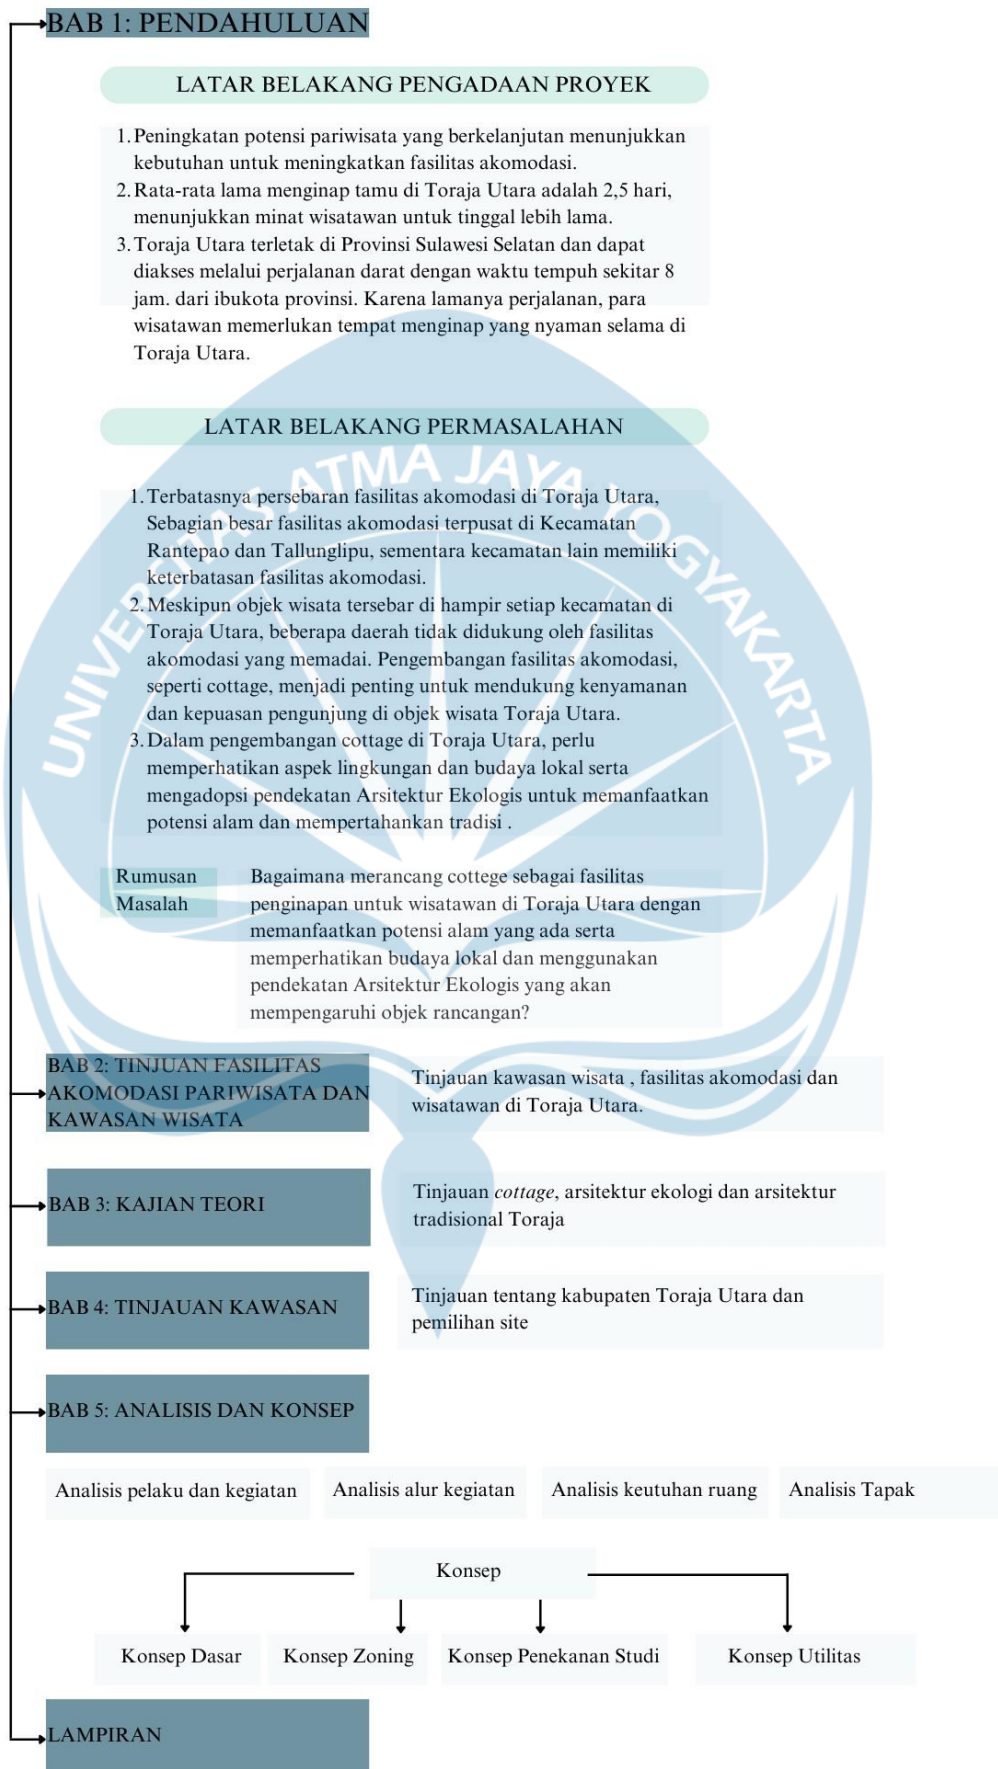 BAB 1: PENDAHULUAN
LATAR BELAKANG PENGADAAN PROYEK
1. Peningkatan potensi pariwisata yang berkelanjutan menunjukkan
kebutuhan untuk meningkatkan fasilitas akomodasi.
2. Rata-rata lama menginap tamu di Toraja Utara adalah 2,5 hari,
menunjukkan minat wisatawan untuk tinggal lebih lama.
3. Toraja Utara terletak di Provinsi Sulawesi Selatan dan dapat
diakses melalui perjalanan darat dengan waktu tempuh sekitar 8
jam. dari ibukota provinsi. Karena lamanya perjalanan, para
wisatawan memerlukan tempat menginap yang nyaman selama di
Toraja Utara.
LATAR BELAKANG PERMASALAHAN
UNIVERSITAS ATMA JAYA YOGYAKARTA
1. Terbatasnya persebaran fasilitas akomodasi di Toraja Utara,
Sebagian besar fasilitas akomodasi terpusat di Kecamatan
Rantepao dan Tallunglipu, sementara kecamatan lain memiliki
keterbatasan fasilitas akomodasi.
2. Meskipun objek wisata tersebar di hampir setiap kecamatan di
Toraja Utara, beberapa daerah tidak didukung oleh fasilitas
akomodasi yang memadai. Pengembangan fasilitas akomodasi,
seperti cottage, menjadi penting untuk mendukung kenyamanan
dan kepuasan pengunjung di objek wisata Toraja Utara.
3. Dalam pengembangan cottage di Toraja Utara, perlu
memperhatikan aspek lingkungan dan budaya lokal serta
mengadopsi pendekatan Arsitektur Ekologis untuk memanfaatkan
potensi alam dan mempertahankan tradisi .
Rumusan
Masalah
Bagaimana merancang cottege sebagai fasilitas
penginapan untuk wisatawan di Toraja Utara dengan
memanfaatkan potensi alam yang ada serta
memperhatikan budaya lokal dan menggunakan
pendekatan Arsitektur Ekologis yang akan
mempengaruhi objek rancangan?
BAB 2: TINJUAN FASILITAS
AKOMODASI PARIWISATA DAN
KAWASAN WISATA
Tinjauan kawasan wisata , fasilitas akomodasi dan
wisatawan di Toraja Utara.
BAB 3: KAJIAN TEORI
Tinjauan cottage, arsitektur ekologi dan arsitektur
tradisional Toraja
BAB 4: TINJAUAN KAWASAN
Tinjauan tentang kabupaten Toraja Utara dan
pemilihan site
BAB 5: ANALISIS DAN KONSEP
Analisis pelaku dan kegiatan
Analisis alur kegiatan
Analisis keutuhan ruang
Analisis Tapak
Konsep
Konsep Dasar
Konsep Zoning
Konsep Penekanan Studi
Konsep Utilitas
LAMPIRAN